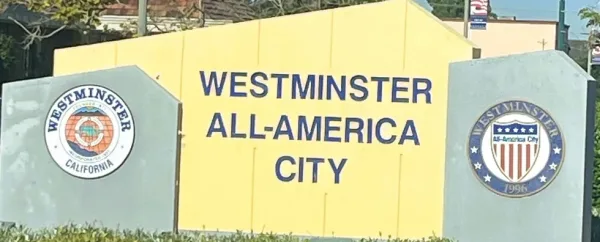 WESTMINSTER
CALIFORNIA
WESTMINSTER
ALL-AMERICA
CITY
WESTMINSTER
All-America City
1996